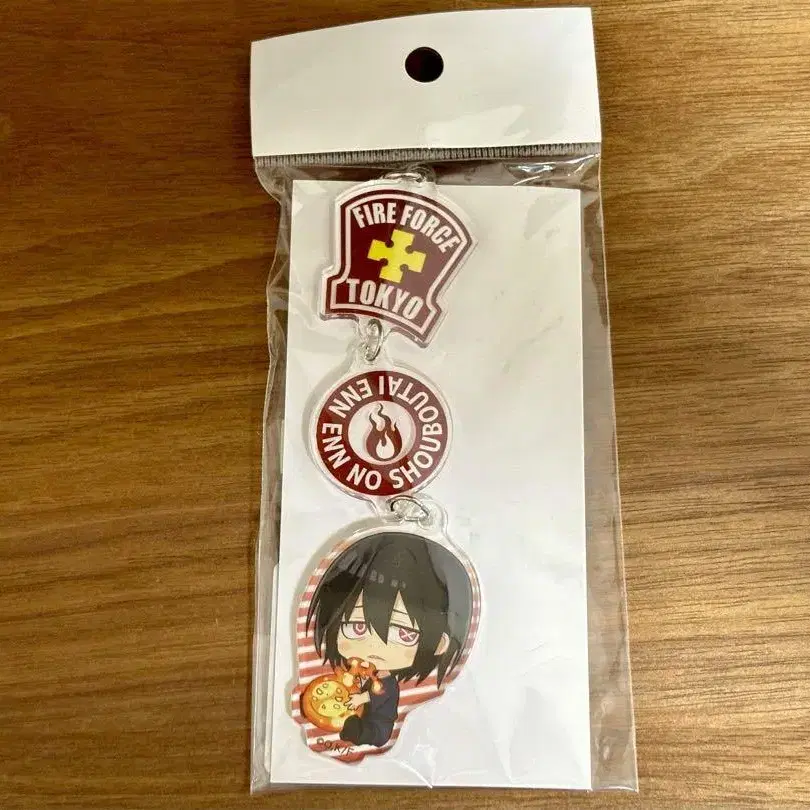 FIRE FORCE
TOKYO
ENN ENN NO SHOUBOUTAI
©O.K/F